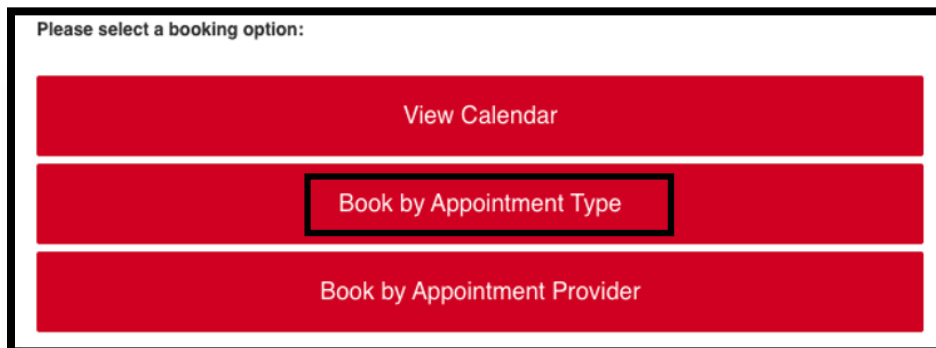 Please select a booking option:
View Calendar
Book by Appointment Type
Book by Appointment Provider